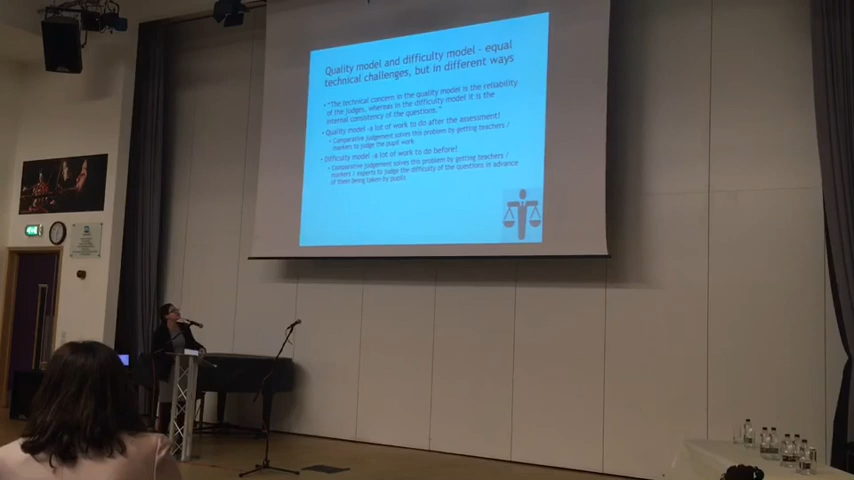 Quality model and difficulty model – equal
technical challenges, but in different ways
• "The technical concern in the quality model is the reliability
of the judges, whereas in the difficulty model it is the
internal consistency of the questions."
• Quality model -a lot of work to do after the assessment!
• Comparative judgement solves this problem by getting teachers /
markers to judge the pupil work
• Difficulty model -a lot of work to do before!
• Comparative judgement solves this problem by getting teachers /
markers / experts to judge the difficulty of the questions in advance
of them being taken by pupils